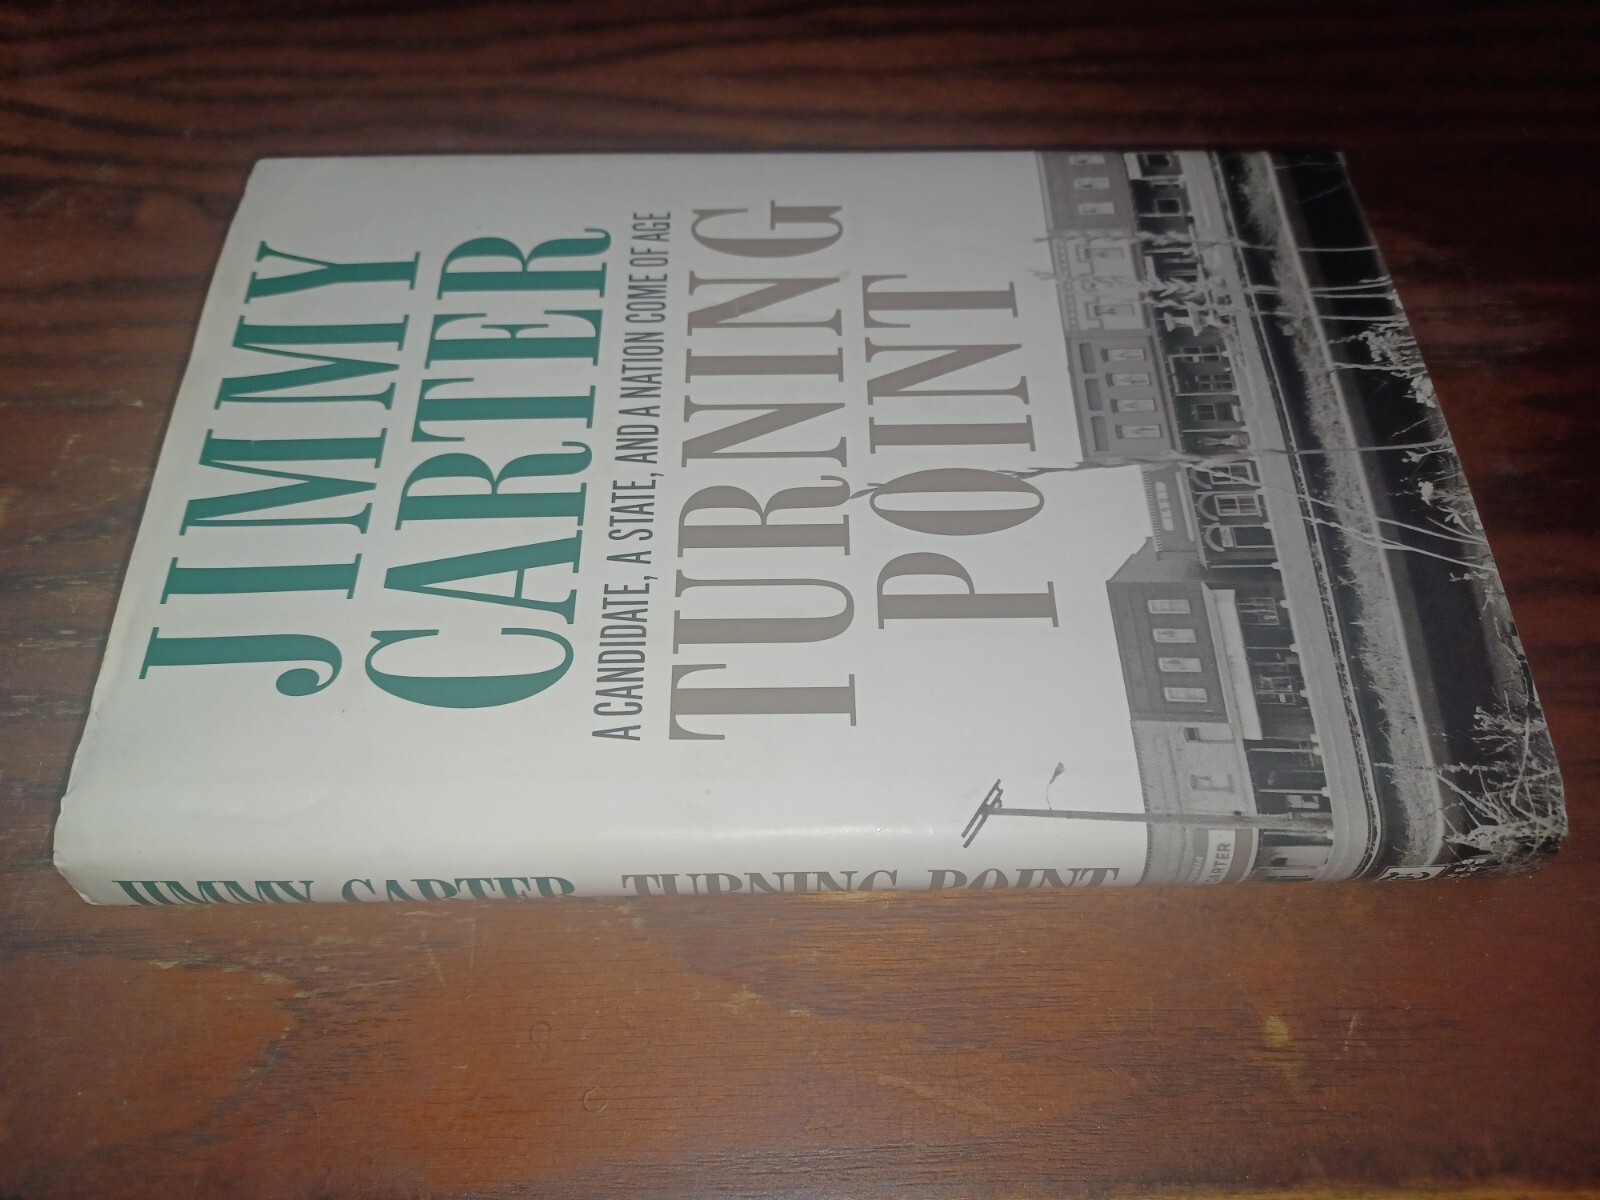 JIMMY
CARTER
A CANDIDATE, A STATE, AND A NATION COME OF AGE
TURNING
POINT
JIMMY CARTER TURNING POINT
CARTER